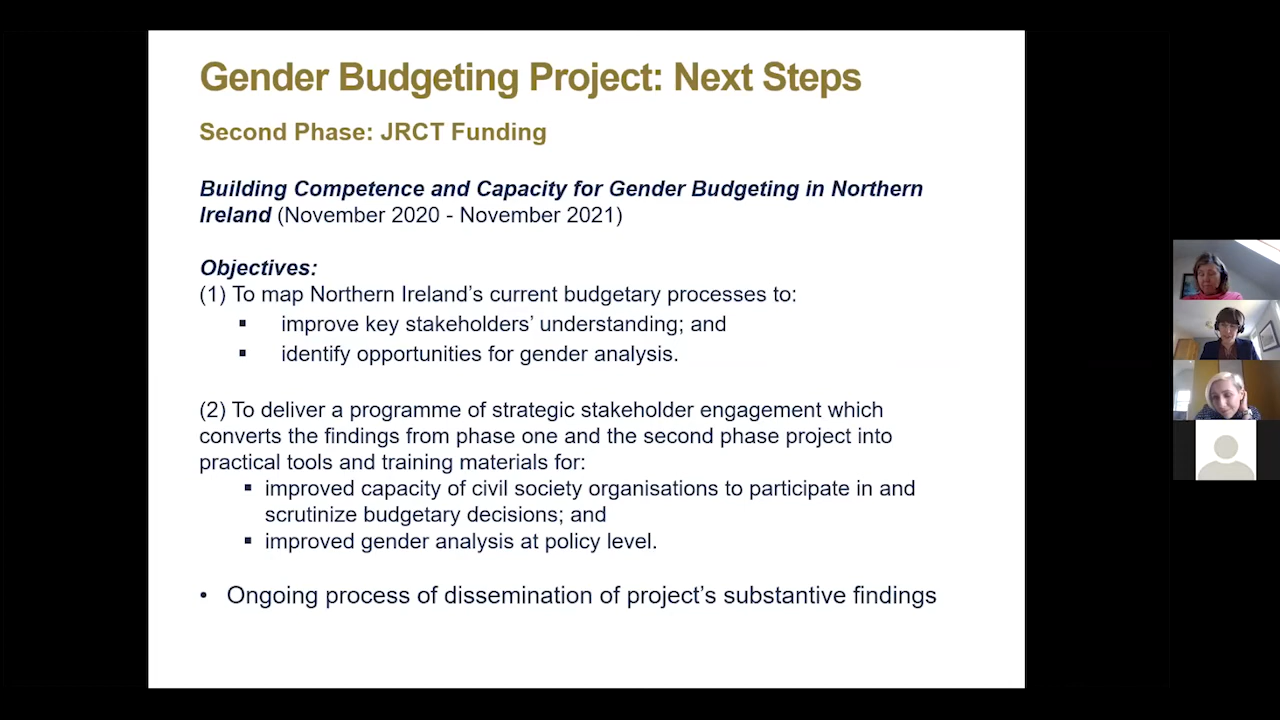 Gender Budgeting Project: Next Steps
Second Phase: JRCT Funding
Building Competence and Capacity for Gender Budgeting in Northern
Ireland (November 2020 - November 2021)
Objectives:
(1) To map Northern Ireland’s current budgetary processes to:
▪ improve key stakeholders’ understanding; and
▪ identify opportunities for gender analysis.
(2) To deliver a programme of strategic stakeholder engagement which
converts the findings from phase one and the second phase project into
practical tools and training materials for:
▪ improved capacity of civil society organisations to participate in and
scrutinize budgetary decisions; and
▪ improved gender analysis at policy level.
• Ongoing process of dissemination of project’s substantive findings